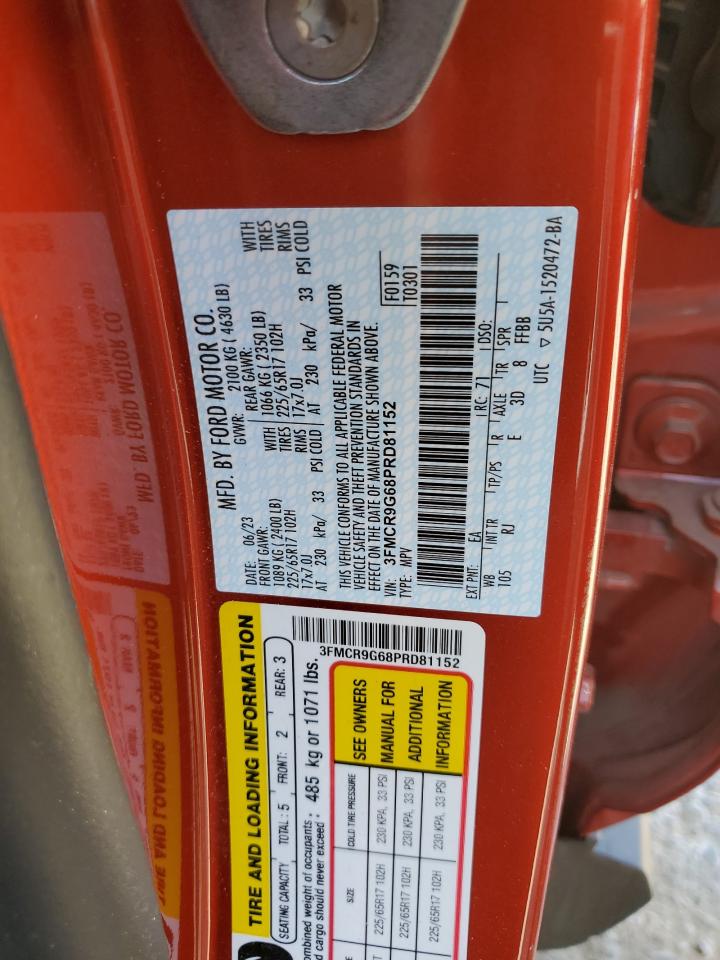 MFD. BY FORD MOTOR CO.
DATE: 06/23 GVWR: 2100 KG ( 4630 LB)
FRONT GAWR: REAR GAWR:
1089 KG ( 2400 LB) 1066 KG ( 2350 LB) WITH
225/65R17 102H TIRES 225/65R17 102H TIRES
17x7.0J RIMS 17x7.0J RIMS
AT 230 kPa/ 33 PSI COLD AT 230 kPa/ 33 PSI COLD
THIS VEHICLE CONFORMS TO ALL APPLICABLE FEDERAL MOTOR
VEHICLE SAFETY AND THEFT PREVENTION STANDARDS IN
EFFECT ON THE DATE OF MANUFACTURE SHOWN ABOVE.
VIN: 3FMCR9G68PRD81152
TYPE: MPV
F0159
T0301
EXT PNT: EA RC: 71 DSO:
WB INT TR TP/PS R AXLE TR SPR
105 RJ E 3D 8 FFBB
UTC ▽ 5U5A-1520472-BA
TIRE AND LOADING INFORMATION
SEATING CAPACITY TOTAL : 5 FRONT: 2 REAR: 3
occupants : 485 kg or 1071 lbs.
cargo should never exceed :
3FMCR9G68PRD81152
SIZE COLD TIRE PRESSURE
225/65R17 102H 230 KPA, 33 PSI
225/65R17 102H 230 KPA, 33 PSI
225/65R17 102H 230 KPA, 33 PSI
SEE OWNERS
MANUAL FOR
ADDITIONAL
INFORMATION